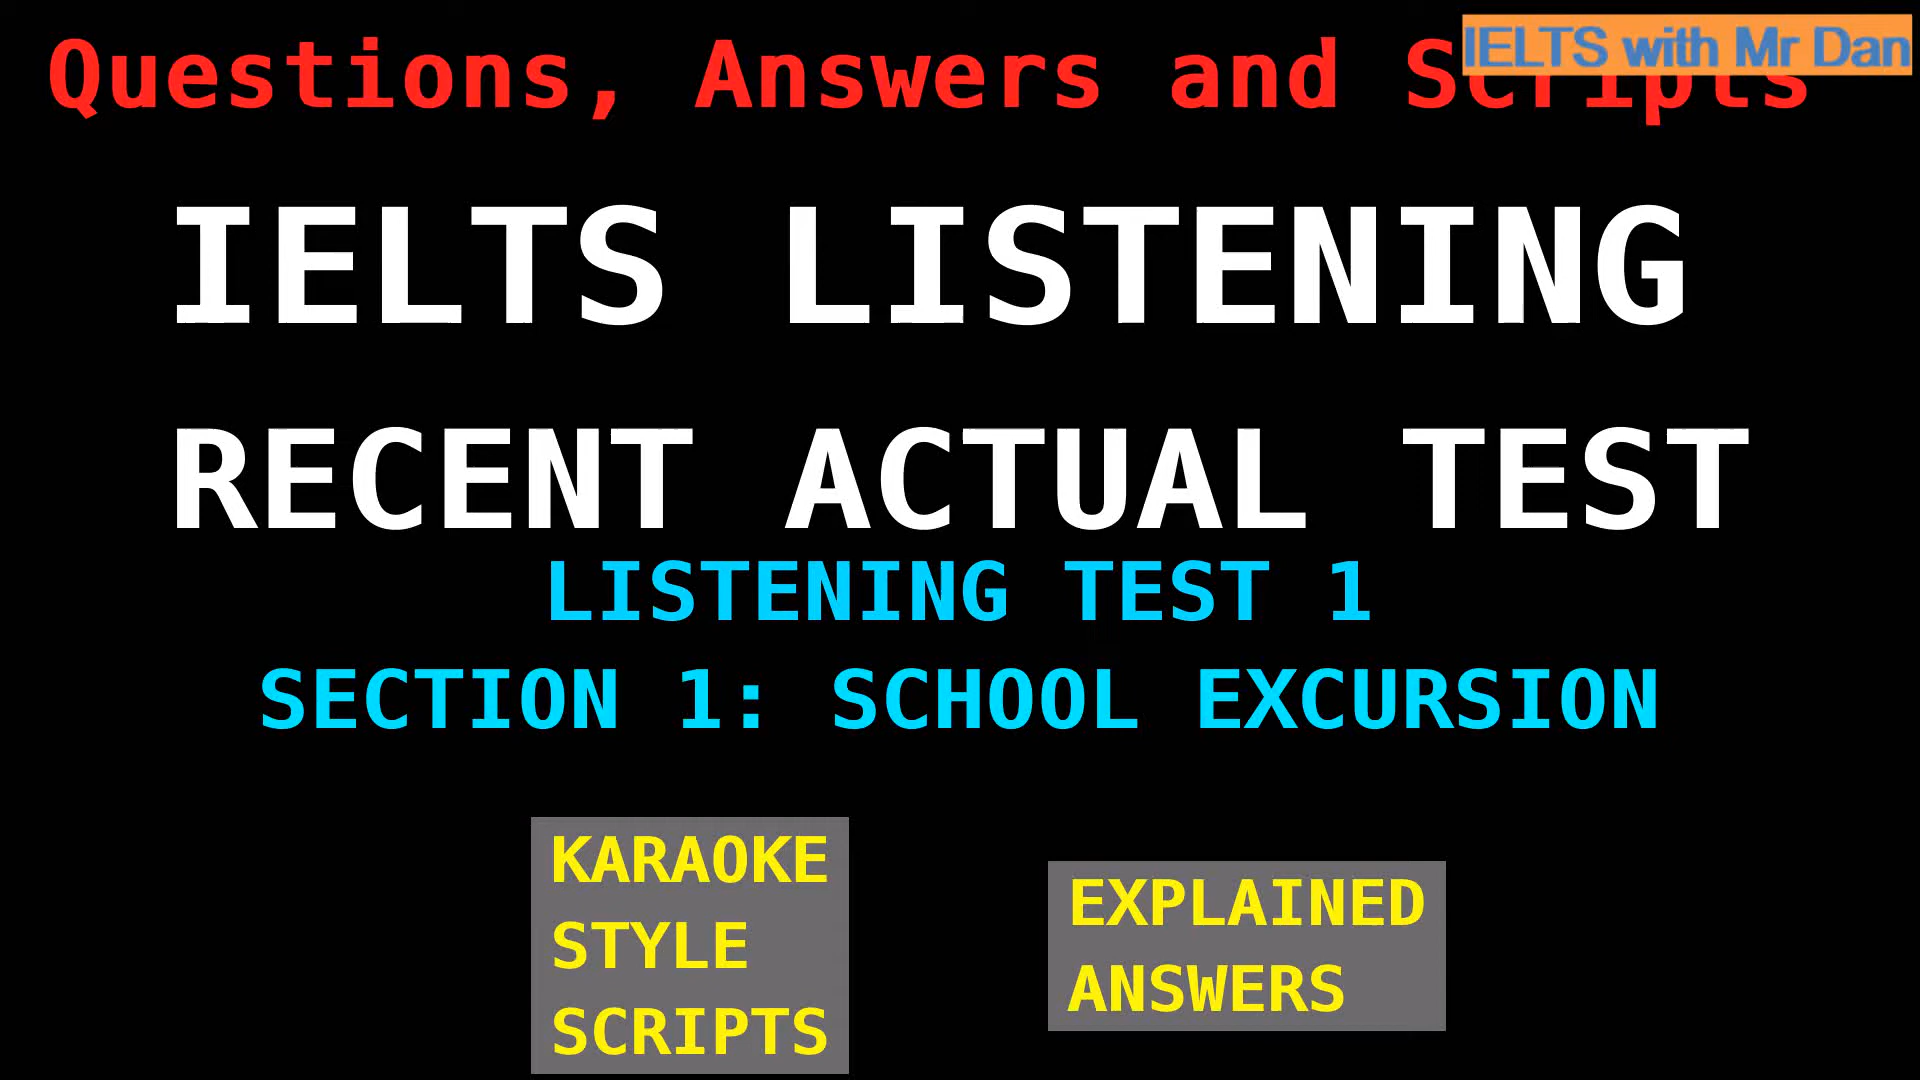 Questions, Answers and Scripts
IELTS with Mr Dan
IELTS LISTENING
RECENT ACTUAL TEST
LISTENING TEST 1
SECTION 1: SCHOOL EXCURSION
KARAOKE
STYLE
SCRIPTS
EXPLAINED
ANSWERS